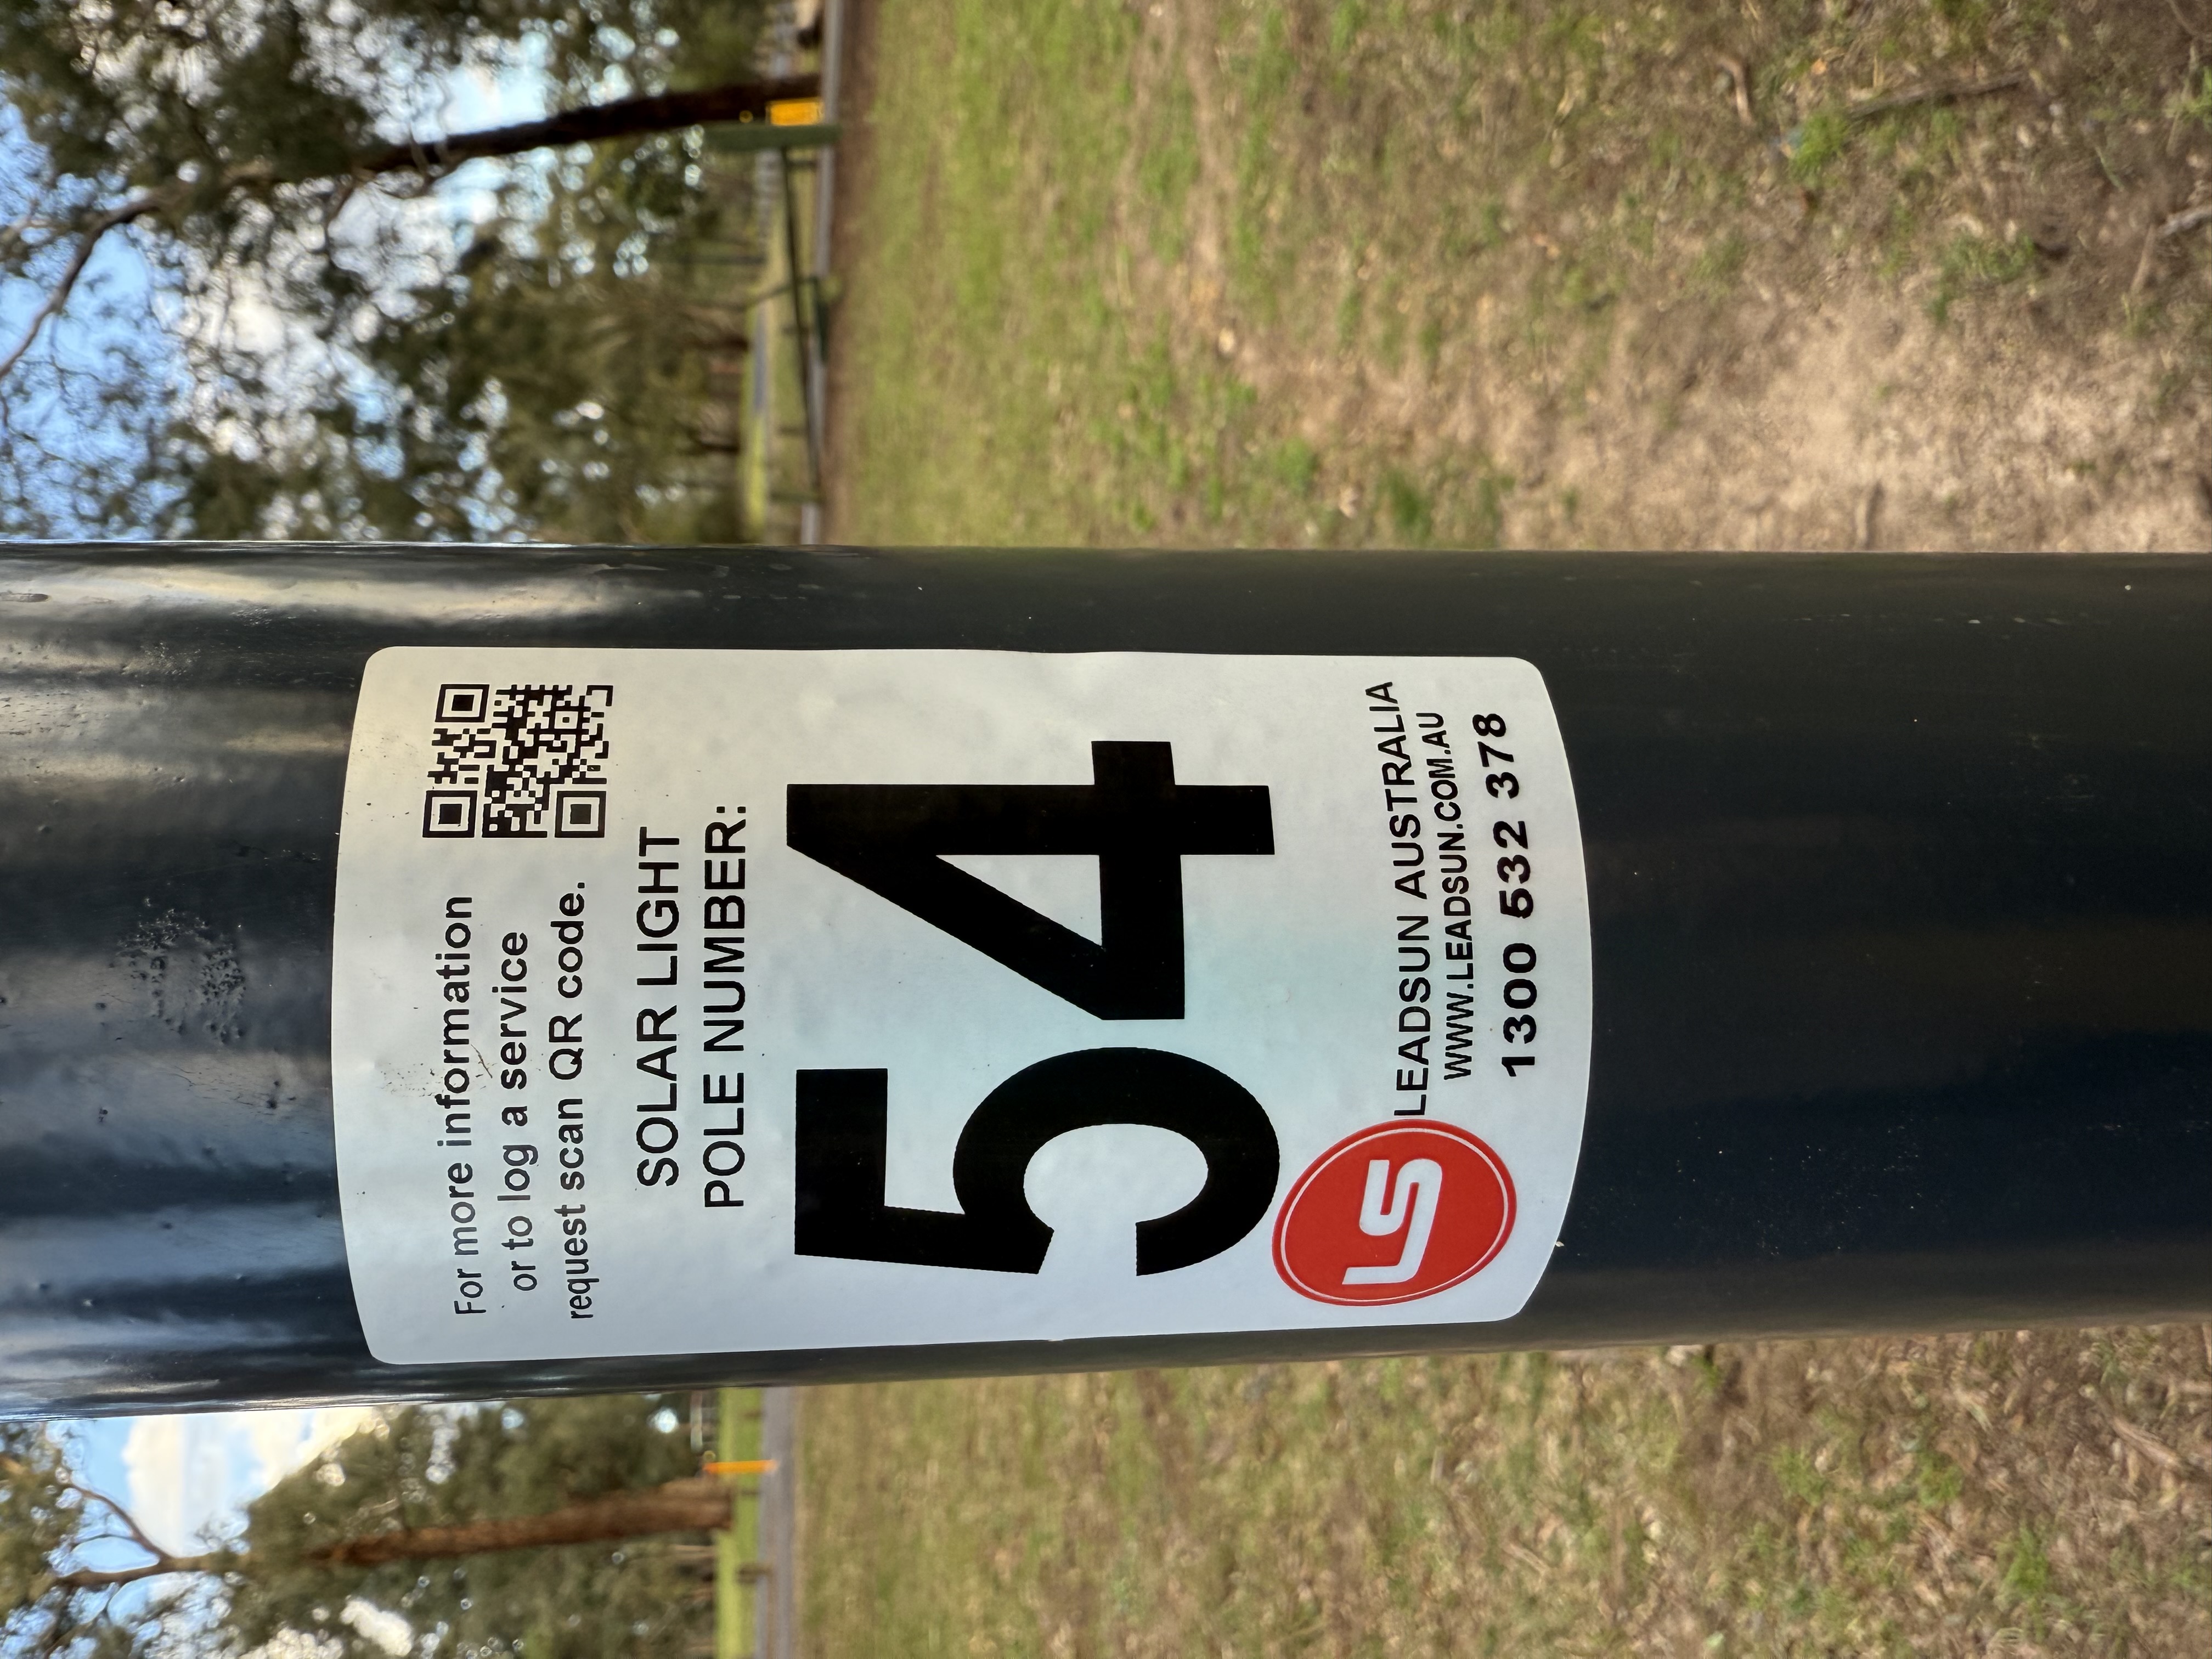 For more information
or to log a service
request scan QR code.
SOLAR LIGHT
POLE NUMBER:
54
LS
LEADSUN AUSTRALIA
WWW.LEADSUN.COM.AU
1300 532 378